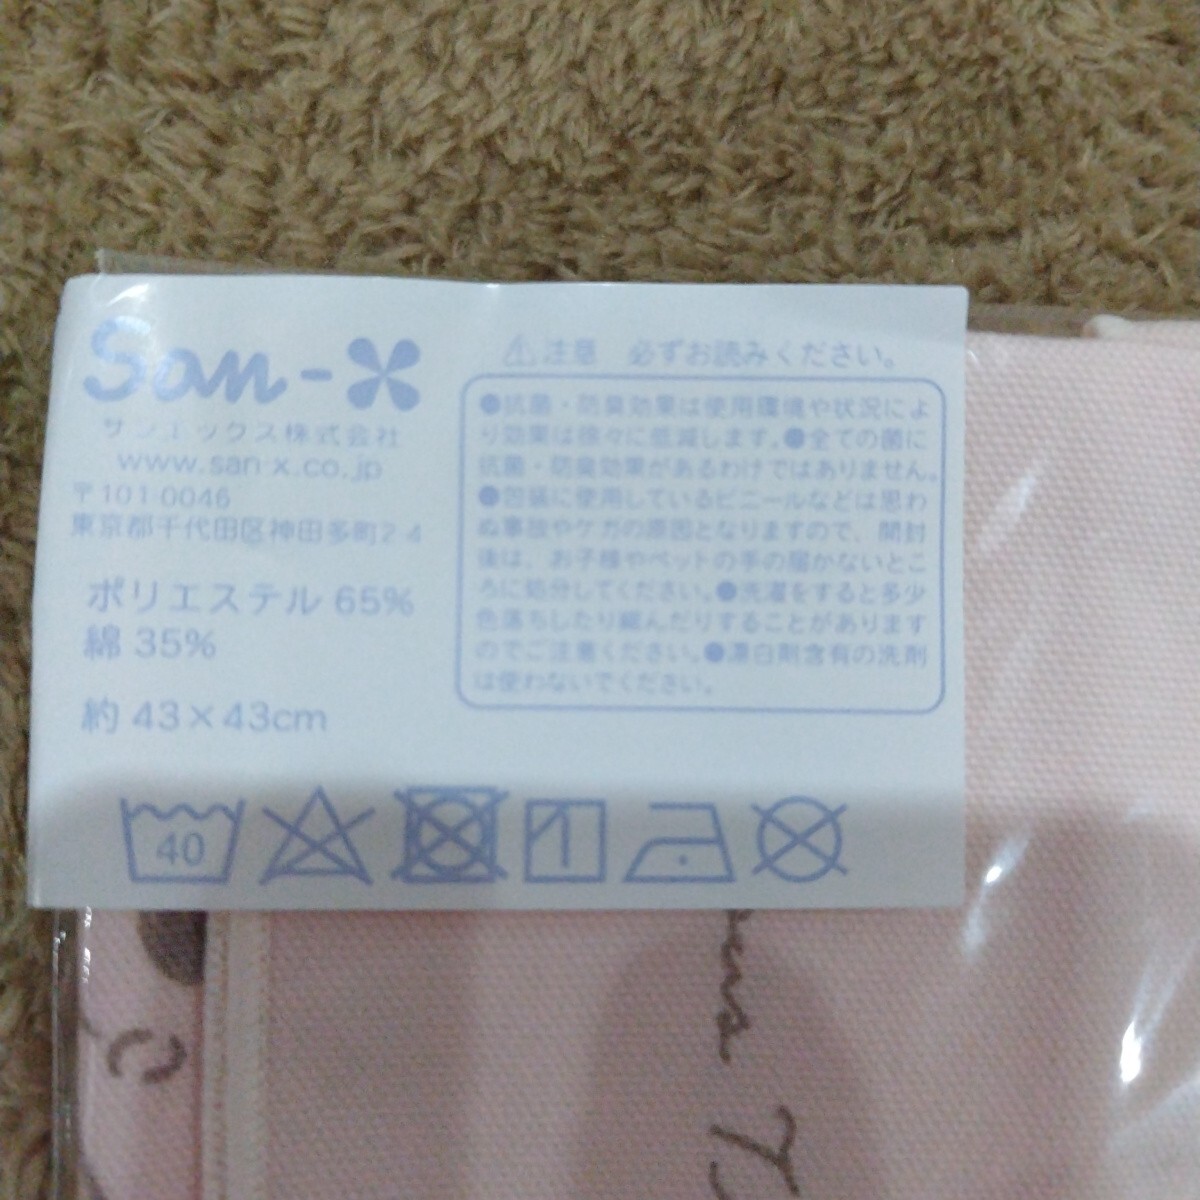 San-X
サンエックス株式会社
www.san-x.co.jp
〒101-0046
東京都千代田区神田多町2-4
ポリエステル 65%
綿 35%
約 43×43cm
⚠注意 必ずお読みください。
●抗菌・防臭効果は使用環境や状況によ
り効果は徐々に低減します。●全ての菌に
抗菌・防臭効果があるわけではありません。
●包装に使用しているビニールなどは思わ
ぬ事故やケガの原因となりますので、開封
後は、お子様やペットの手の届かないとこ
ろに処分してください。●洗濯をすると多少
色落ちしたり縮んだりすることがあります
のでご注意ください。●漂白剤含有の洗剤
は使わないでください。
40